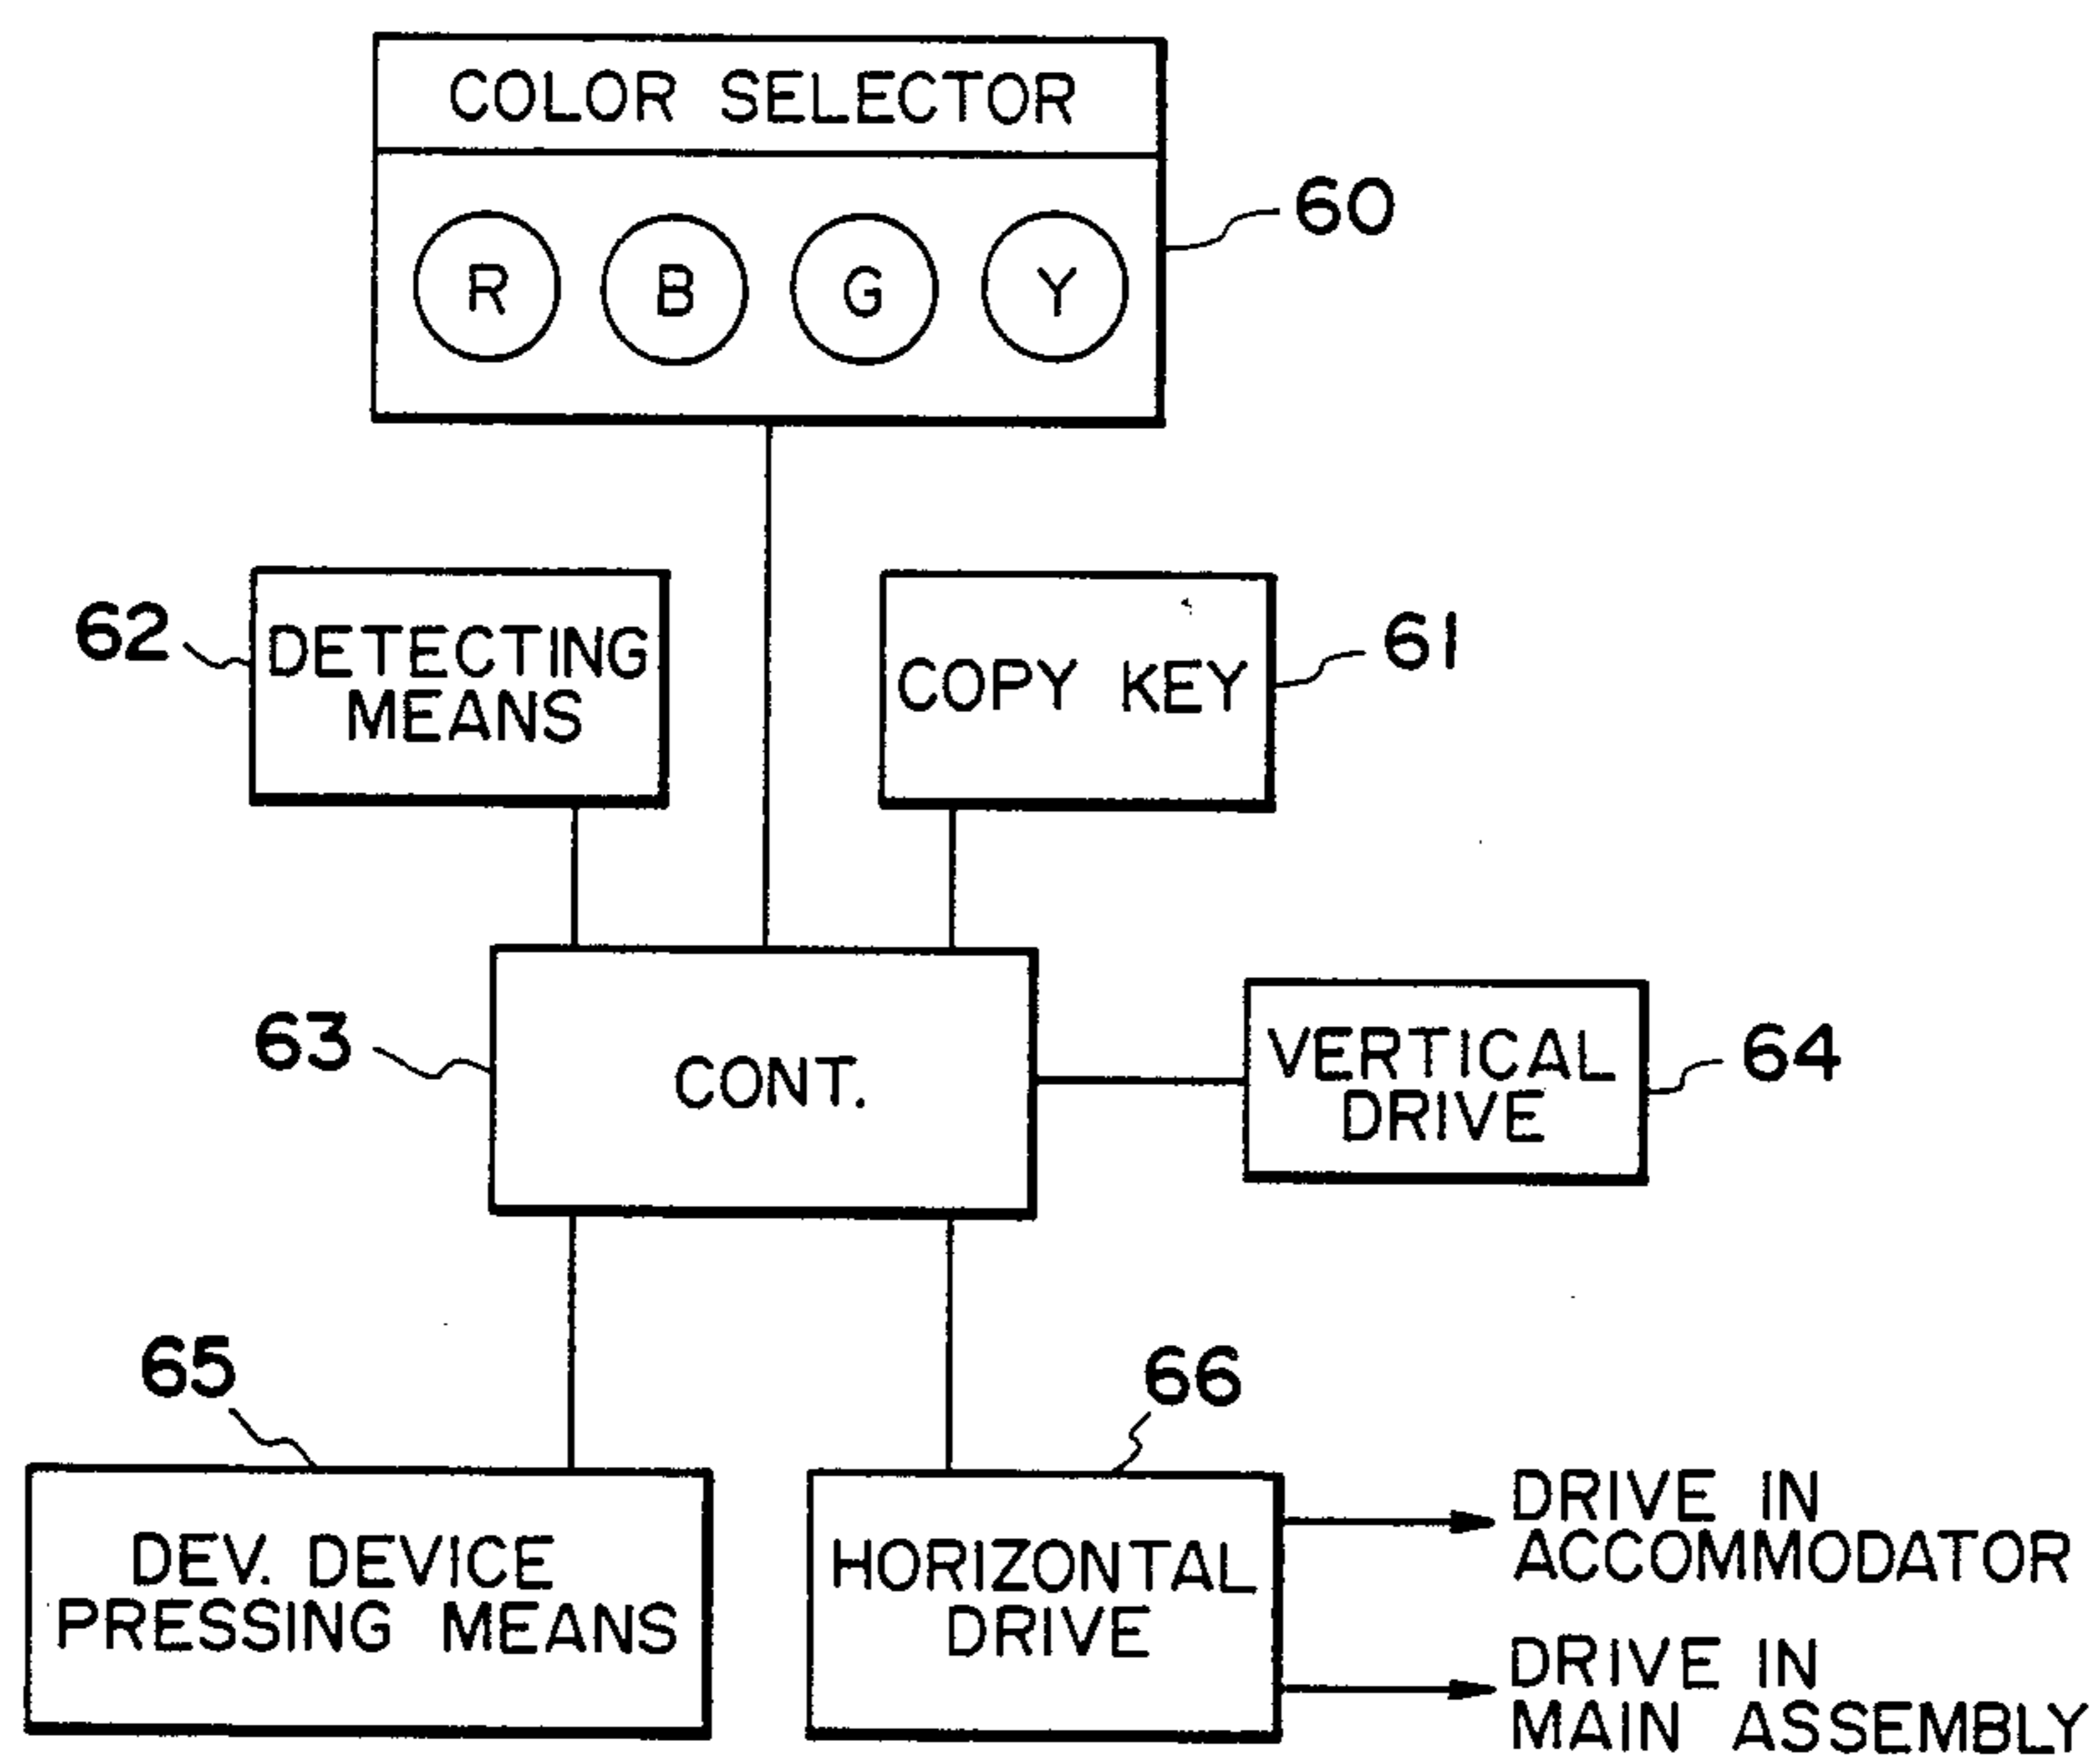 COLOR SELECTOR
R B G Y
60
62
DETECTING
MEANS
COPY KEY
61
63
CONT.
VERTICAL
DRIVE
64
65
DEV. DEVICE
PRESSING MEANS
66
HORIZONTAL
DRIVE
DRIVE IN
ACCOMMODATOR
DRIVE IN
MAIN ASSEMBLY